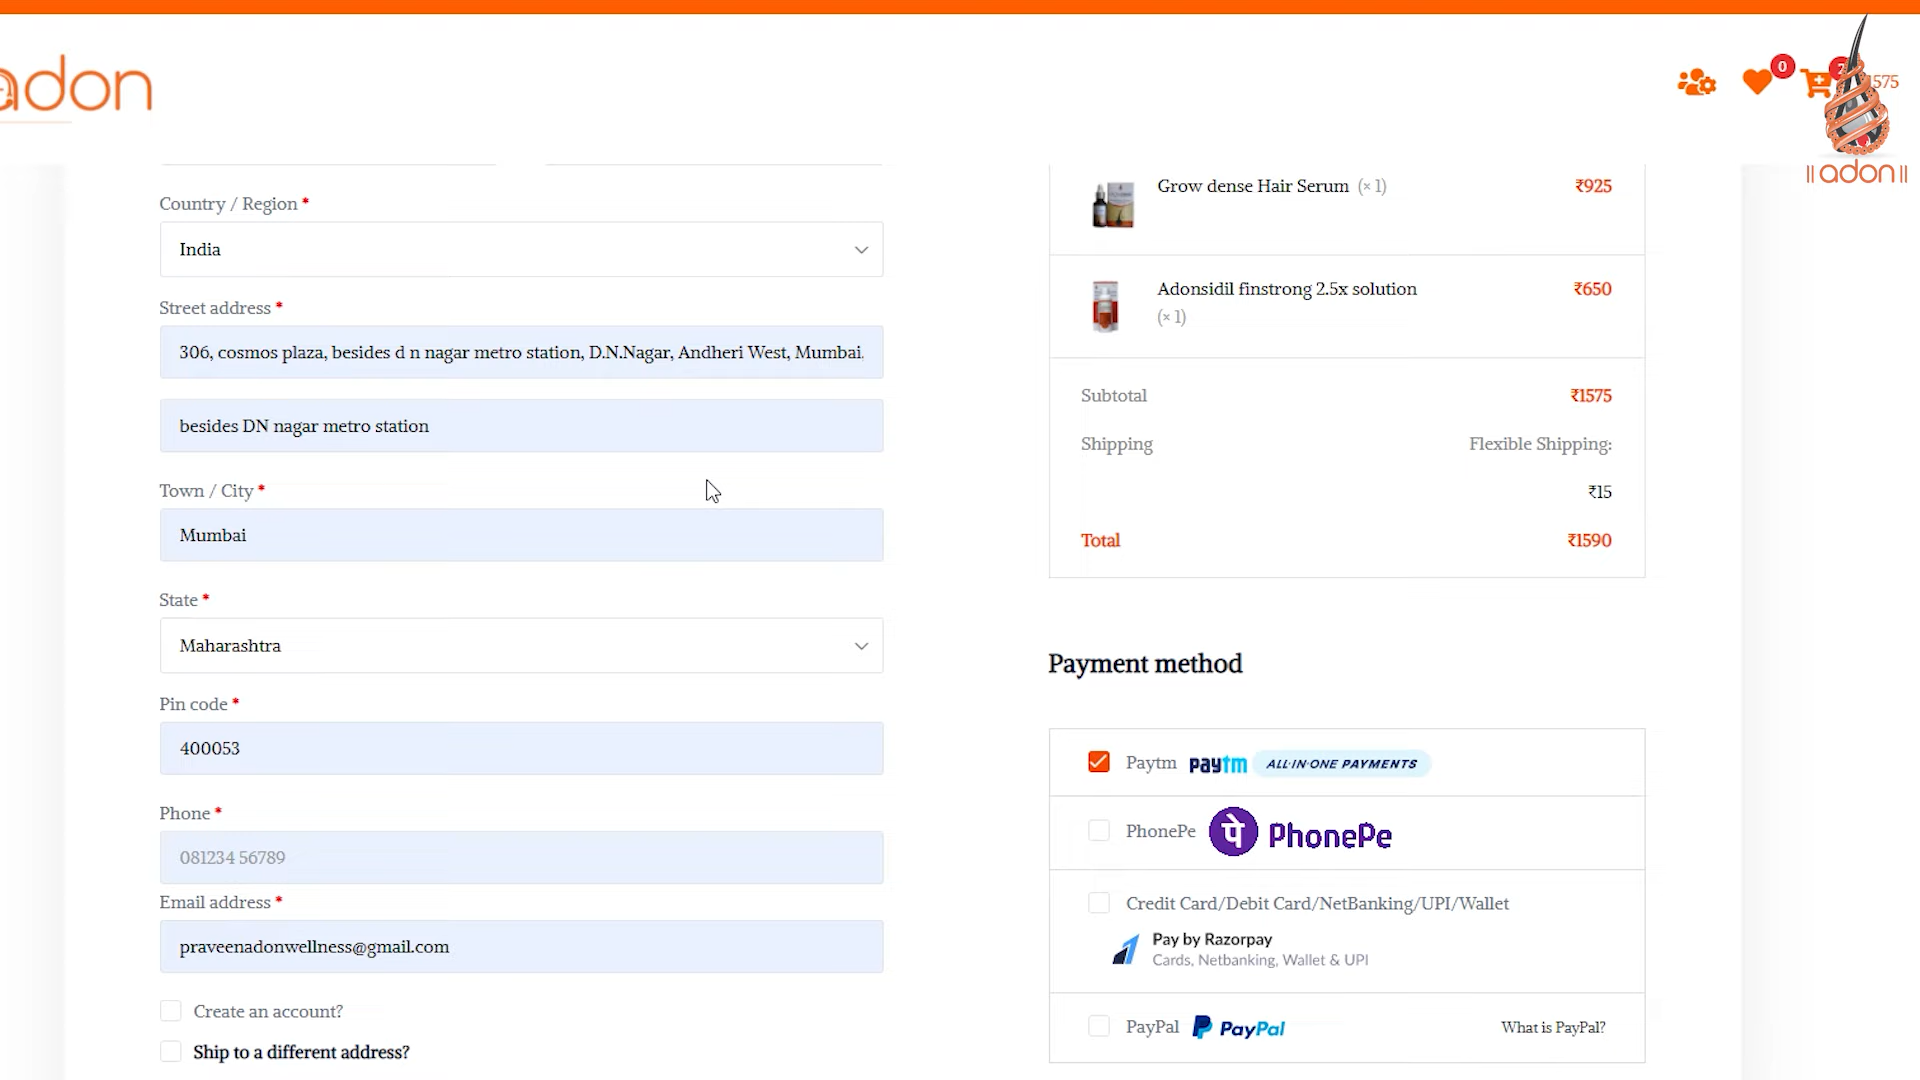 adon
0
1575
|| adon ||
Country / Region *
India
Street address *
306, cosmos plaza, besides d n nagar metro station, D.N.Nagar, Andheri West, Mumbai.
besides DN nagar metro station
Town / City *
Mumbai
State *
Maharashtra
Pin code *
400053
Phone *
081234 56789
Email address *
praveenadonwellness@gmail.com
Create an account?
Ship to a different address?
Grow dense Hair Serum (× 1) ₹925
Adonsidil finstrong 2.5x solution ₹650
(× 1)
Subtotal ₹1575
Shipping Flexible Shipping:
₹15
Total ₹1590
Payment method
Paytm paytm ALL-IN-ONE PAYMENTS
PhonePe पे PhonePe
Credit Card/Debit Card/NetBanking/UPI/Wallet
Pay by Razorpay
Cards, Netbanking, Wallet & UPI
PayPal PayPal What is PayPal?